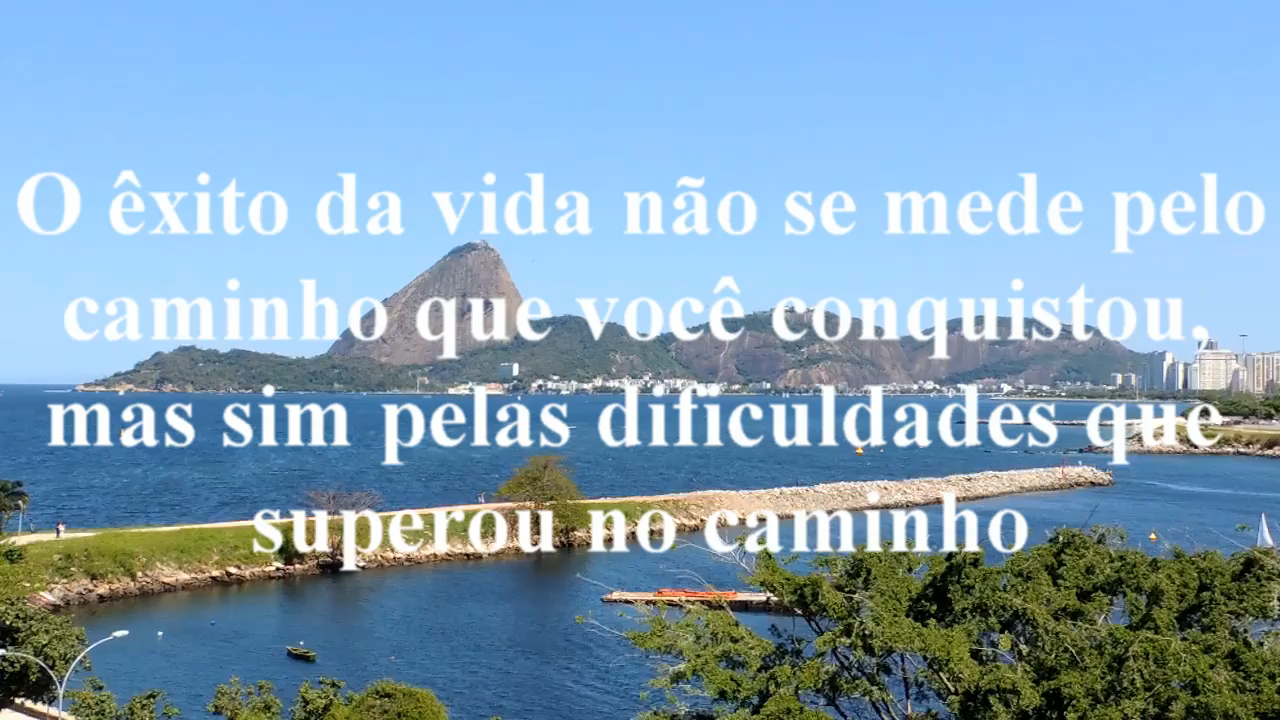 O êxito da vida não se mede pelo
caminho que você conquistou,
mas sim pelas dificuldades que
superou no caminho